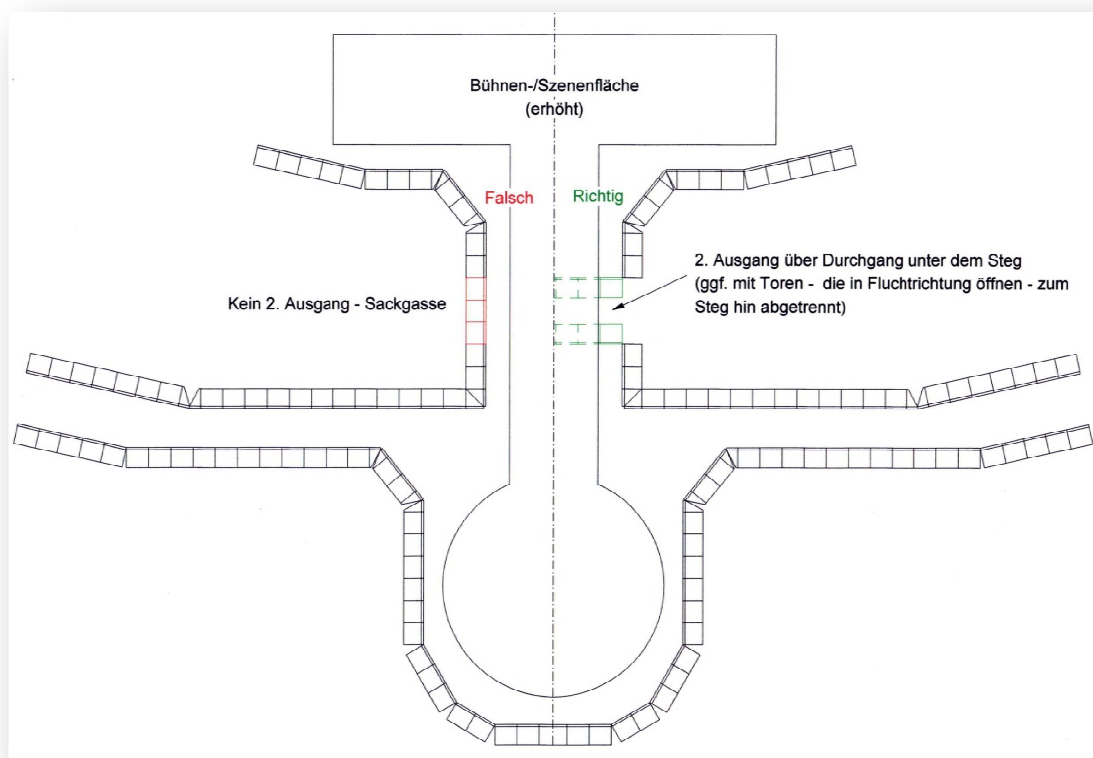 Bühnen-/Szenenfläche
(erhöht)
Falsch
Richtig
2. Ausgang über Durchgang unter dem Steg
(ggf. mit Toren - die in Fluchtrichtung öffnen - zum
Steg hin abgetrennt)
Kein 2. Ausgang - Sackgasse